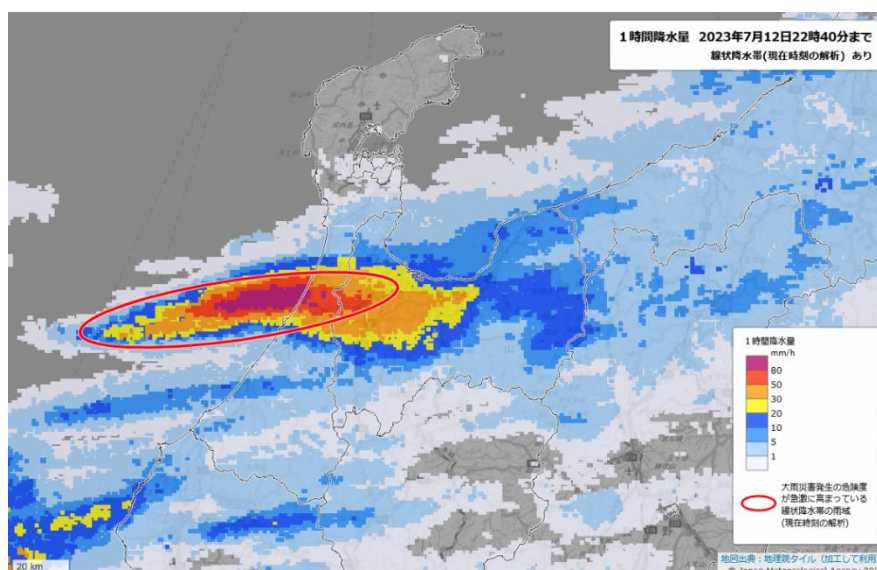 1時間降水量 2023年7月12日22時40分まで
線状降水帯(現在時刻の解析) あり
1時間降水量
mm/h
80
50
30
20
10
5
1
大雨災害発生の危険度
が急激に高まっている
線状降水帯の雨域
(現在時刻の解析)
20 km
地図出典：地理院タイル（加工して利用
© Japan Meteorological Agency 20